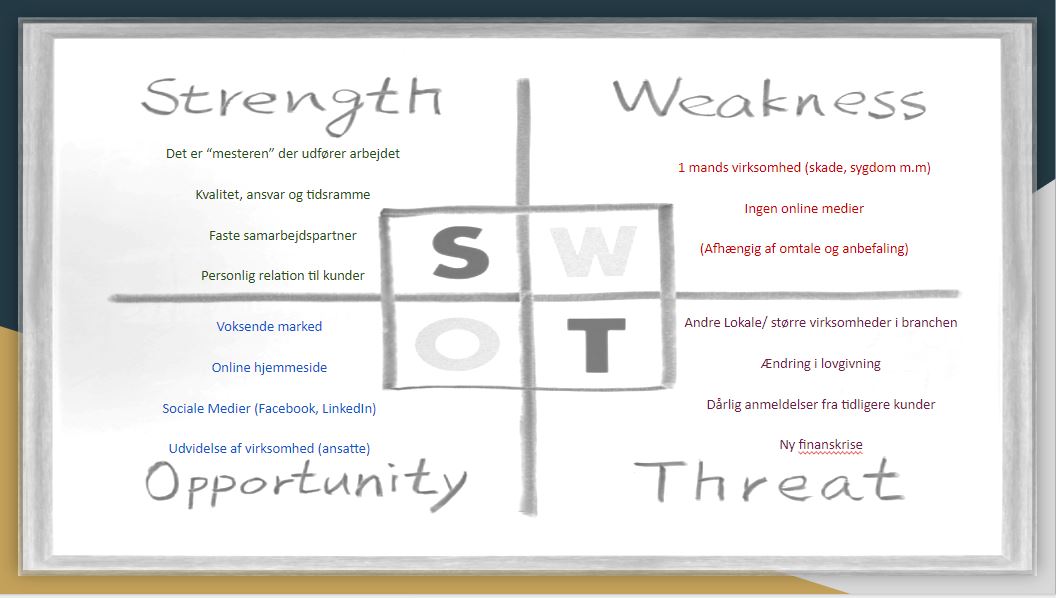 Strength
Det er “mesteren” der udfører arbejdet
Kvalitet, ansvar og tidsramme
Faste samarbejdspartner
Personlig relation til kunder
Weakness
1 mands virksomhed (skade, sygdom m.m)
Ingen online medier
(Afhængig af omtale og anbefaling)
S W
O T
Voksende marked
Online hjemmeside
Sociale Medier (Facebook, LinkedIn)
Udvidelse af virksomhed (ansatte)
Opportunity
Andre Lokale/ større virksomheder i branchen
Ændring i lovgivning
Dårlig anmeldelser fra tidligere kunder
Ny finanskrise
Threat